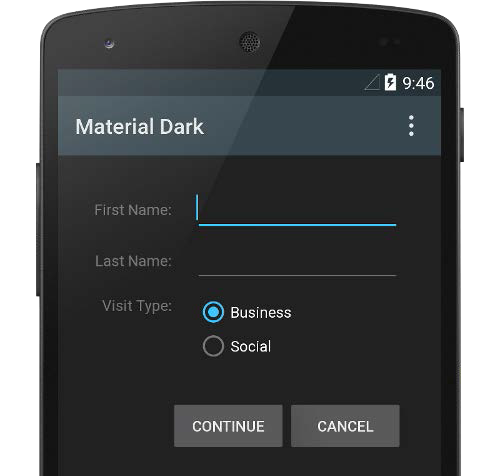 9:46
Material Dark
First Name:
Last Name:
Visit Type:
Business
Social
CONTINUE
CANCEL